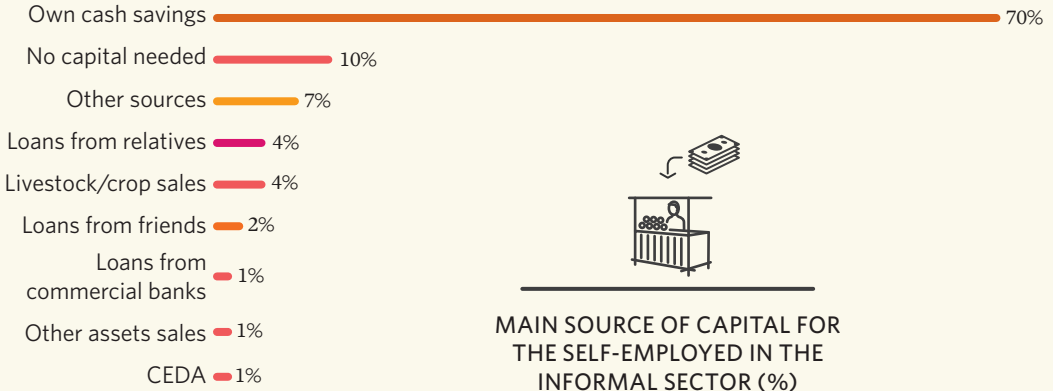 Own cash savings 70%
No capital needed 10%
Other sources 7%
Loans from relatives 4%
Livestock/crop sales 4%
Loans from friends 2%
Loans from
commercial banks 1%
Other assets sales 1%
CEDA 1%
MAIN SOURCE OF CAPITAL FOR
THE SELF-EMPLOYED IN THE
INFORMAL SECTOR (%)